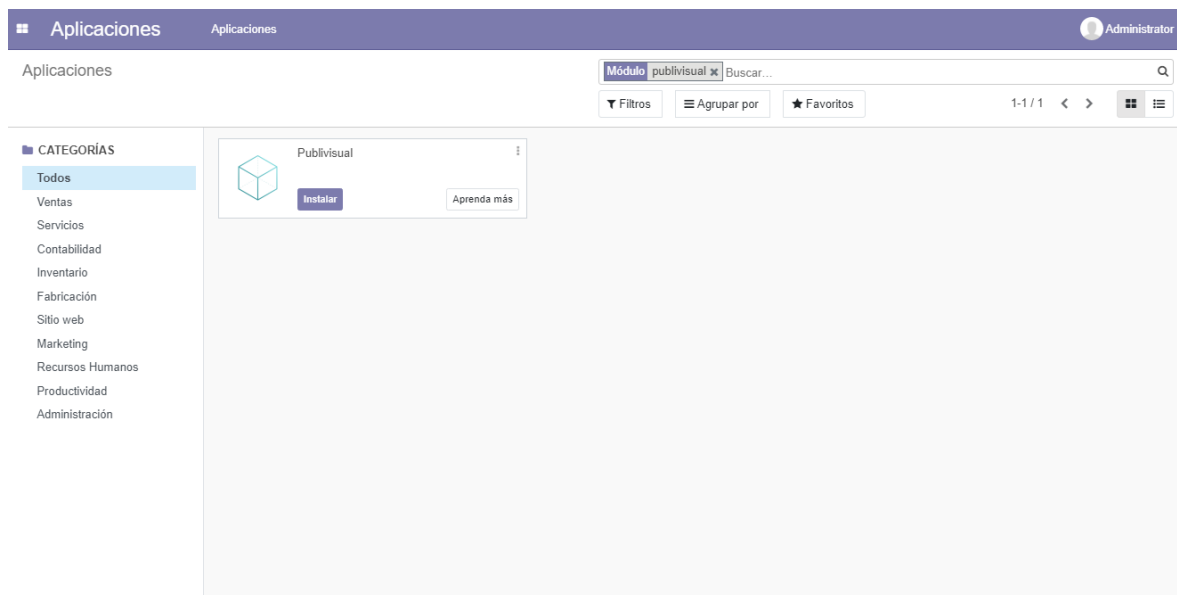 Aplicaciones Aplicaciones Administrator
Aplicaciones
Módulo publivisual Buscar...
Filtros Agrupar por Favoritos 1-1 / 1
CATEGORÍAS
Todos
Ventas
Servicios
Contabilidad
Inventario
Fabricación
Sitio web
Marketing
Recursos Humanos
Productividad
Administración
Publivisual
Instalar Aprenda más